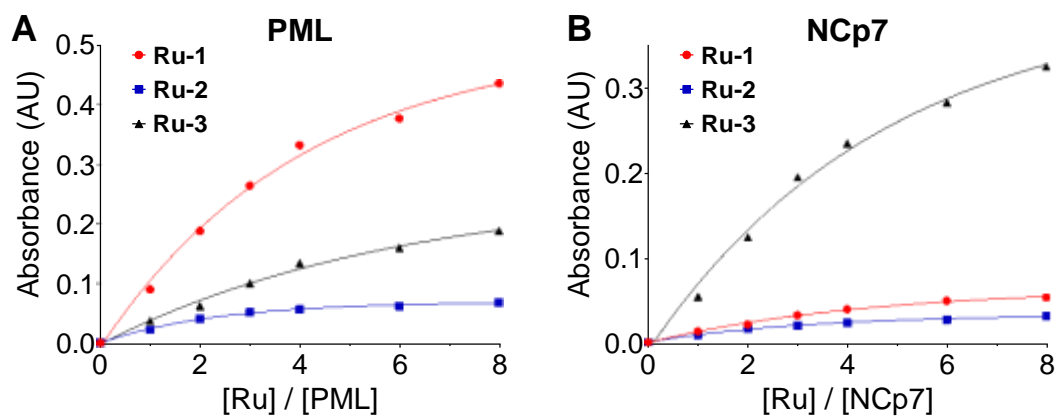 A
PML
Ru-1
Ru-2
Ru-3
Absorbance (AU)
0.5
0.4
0.3
0.2
0.1
0.0
0 2 4 6 8
[Ru] / [PML]
B
NCp7
Ru-1
Ru-2
Ru-3
Absorbance (AU)
0.3
0.2
0.1
0.0
0 2 4 6 8
[Ru] / [NCp7]